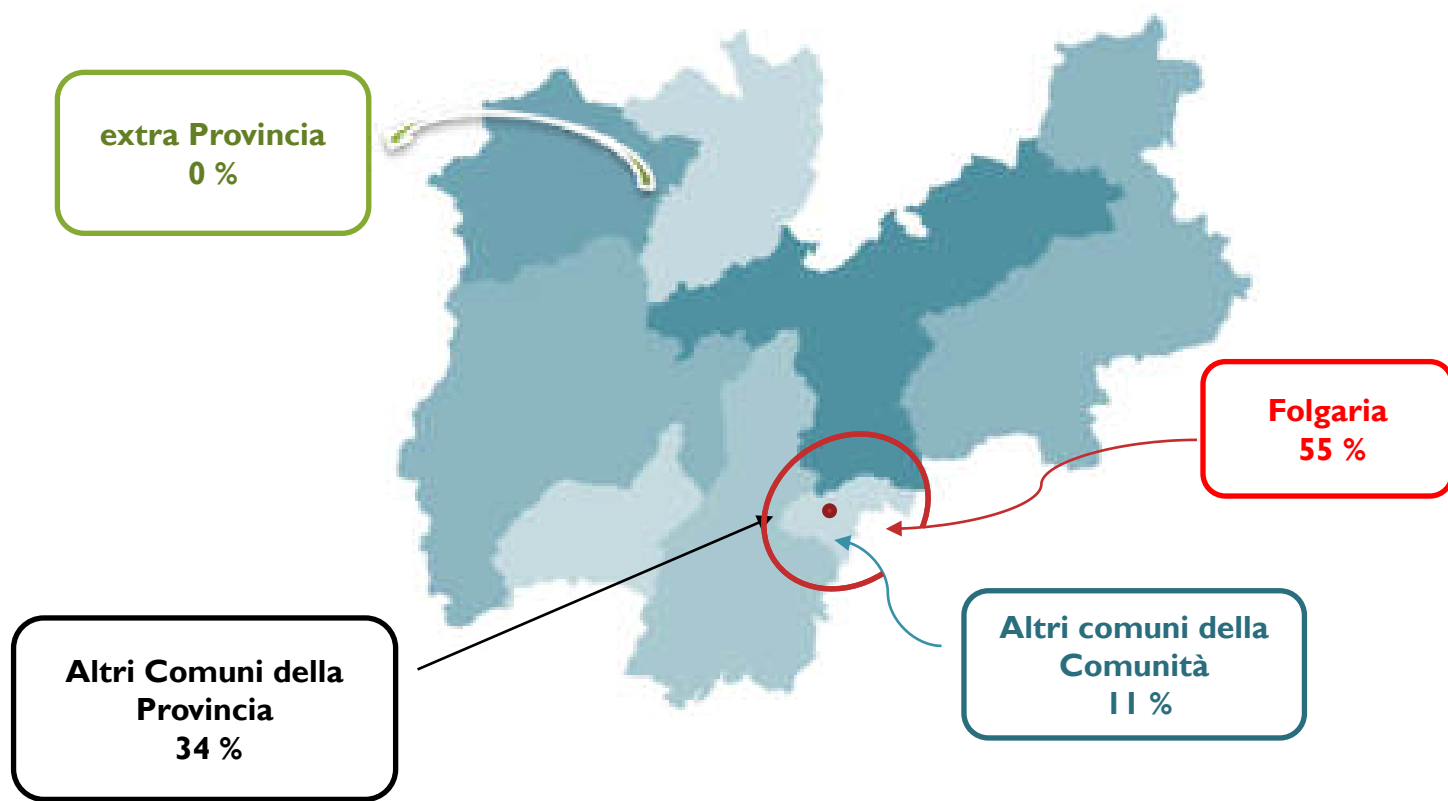 extra Provincia
0 %
Folgaria
55 %
Altri comuni della
Comunità
11 %
Altri Comuni della
Provincia
34 %